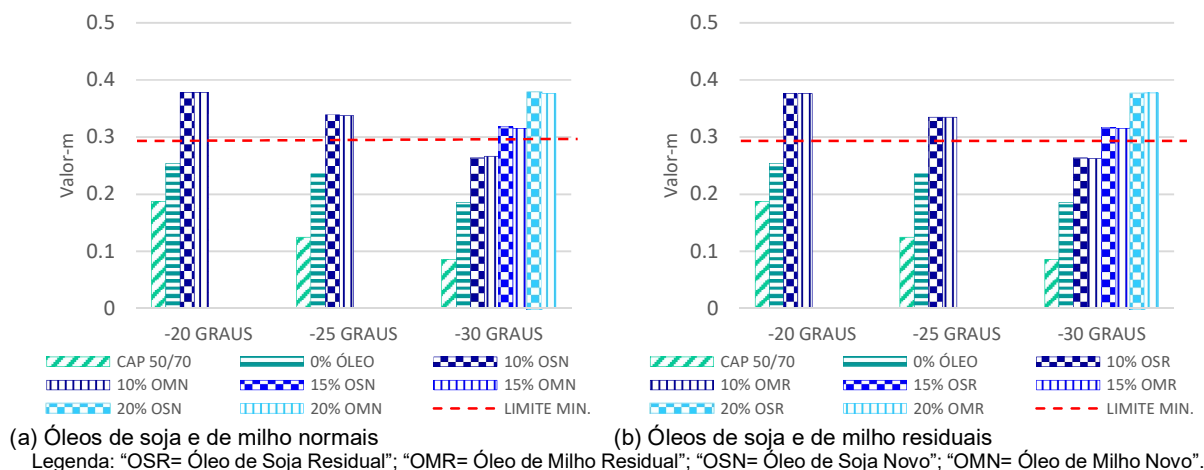 0.5
0.4
0.3
0.2
0.1
0
Valor-m
-20 GRAUS -25 GRAUS -30 GRAUS
CAP 50/70 0% ÓLEO 10% OSN
10% OMN 15% OSN 15% OMN
20% OSN 20% OMN LIMITE MIN.
(a) Óleos de soja e de milho normais
0.5
0.4
0.3
0.2
0.1
0
Valor-m
-20 GRAUS -25 GRAUS -30 GRAUS
CAP 50/70 0% ÓLEO 10% OSR
10% OMR 15% OSR 15% OMR
20% OSR 20% OMR LIMITE MIN.
(b) Óleos de soja e de milho residuais
Legenda: “OSR= Óleo de Soja Residual”; “OMR= Óleo de Milho Residual”; “OSN= Óleo de Soja Novo”; “OMN= Óleo de Milho Novo”